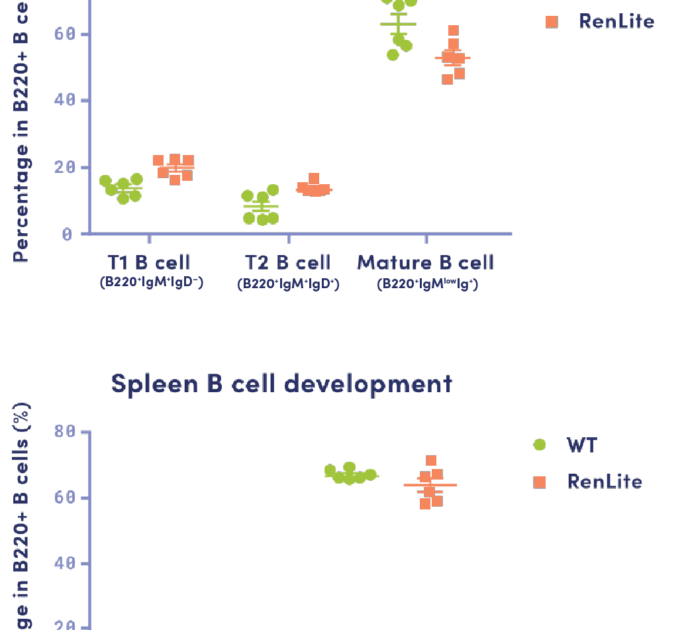 Percentage in B220+ B ce
60
40
20
0
RenLite
T1 B cell
(B220⁺IgM⁺IgD⁻)
T2 B cell
(B220⁺IgM⁺IgD⁺)
Mature B cell
(B220⁺IgMˡᵒʷIg⁺)
Spleen B cell development
ge in B220+ B cells (%)
80
60
40
20
WT
RenLite